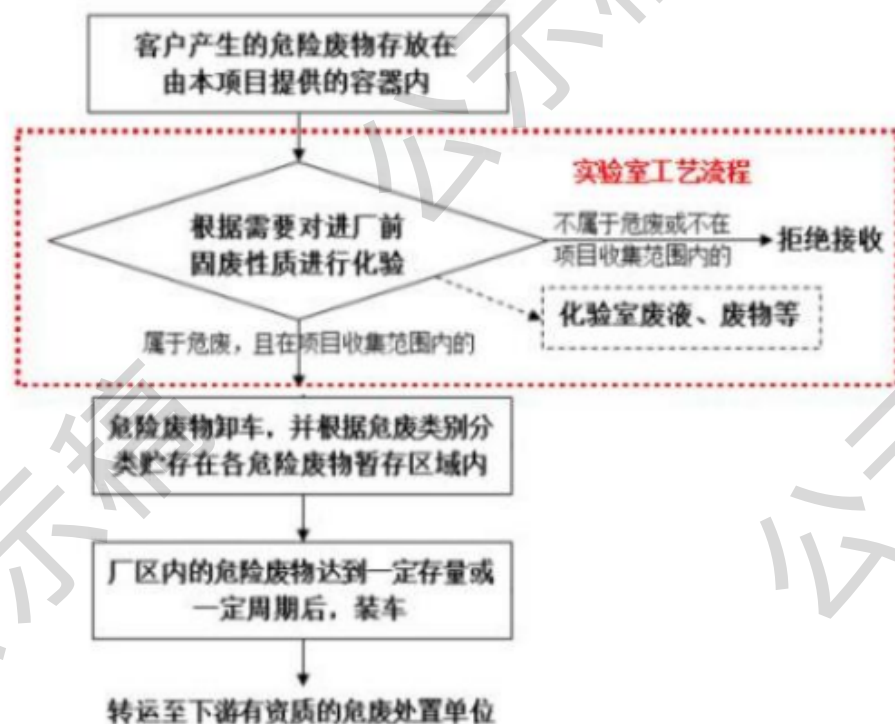 客户产生的危险废物存放在
由本项目提供的容器内
实验室工艺流程
根据需要对进厂前
固废性质进行化验
不属于危废或不在
项目收集范围内的
拒绝接收
化验室废液、废物等
属于危废，且在项目收集范围内的
危险废物卸车，并根据危废类别分
类贮存在各危险废物暂存区域内
厂区内的危险废物达到一定存量或
一定周期后，装车
转运至下游有资质的危废处置单位
公示稿
公示稿
公示